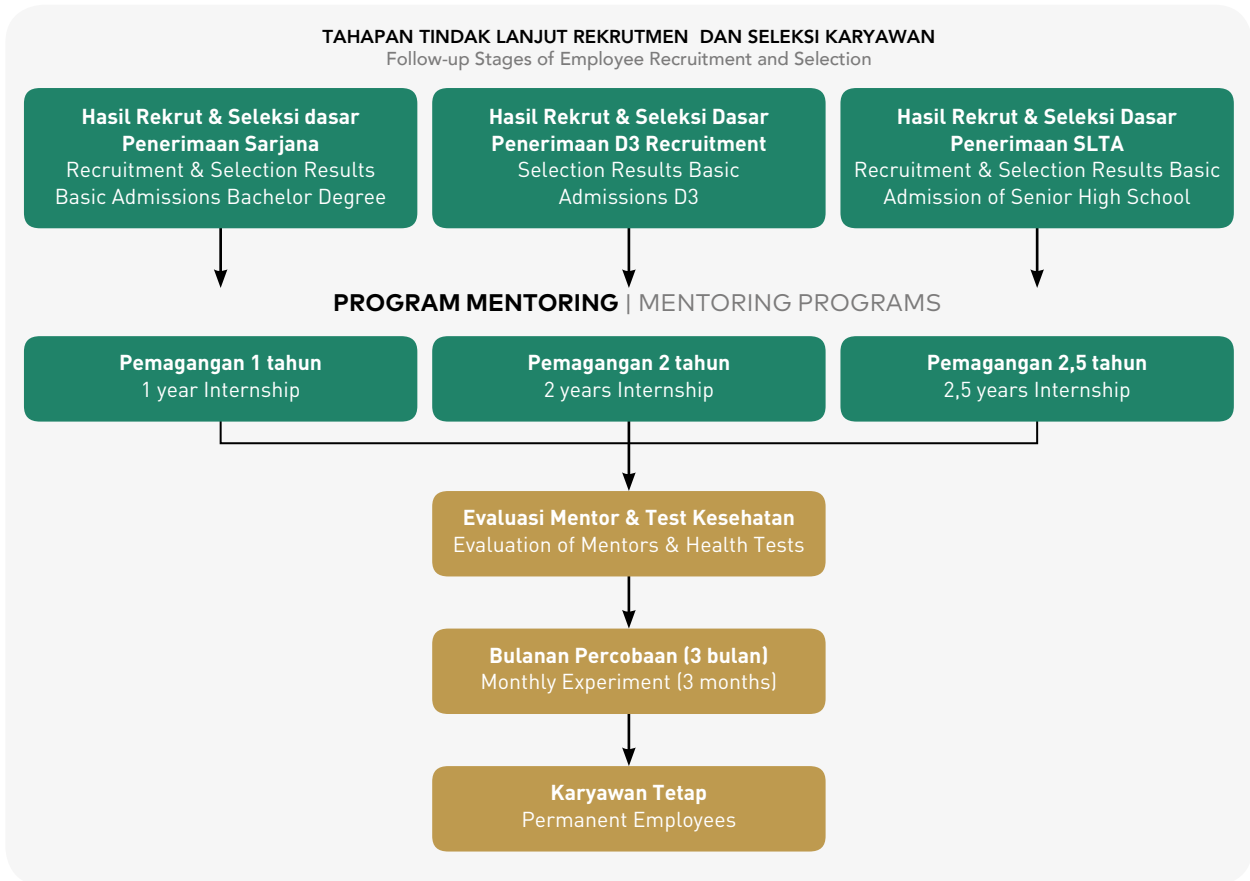 TAHAPAN TINDAK LANJUT REKRUTMEN DAN SELEKSI KARYAWAN
Follow-up Stages of Employee Recruitment and Selection
Hasil Rekrut & Seleksi dasar
Penerimaan Sarjana
Recruitment & Selection Results
Basic Admissions Bachelor Degree
Hasil Rekrut & Seleksi Dasar
Penerimaan D3 Recruitment
Selection Results Basic
Admissions D3
Hasil Rekrut & Seleksi Dasar
Penerimaan SLTA
Recruitment & Selection Results Basic
Admission of Senior High School
PROGRAM MENTORING | MENTORING PROGRAMS
Pemagangan 1 tahun
1 year Internship
Pemagangan 2 tahun
2 years Internship
Pemagangan 2,5 tahun
2,5 years Internship
Evaluasi Mentor & Test Kesehatan
Evaluation of Mentors & Health Tests
Bulanan Percobaan (3 bulan)
Monthly Experiment (3 months)
Karyawan Tetap
Permanent Employees